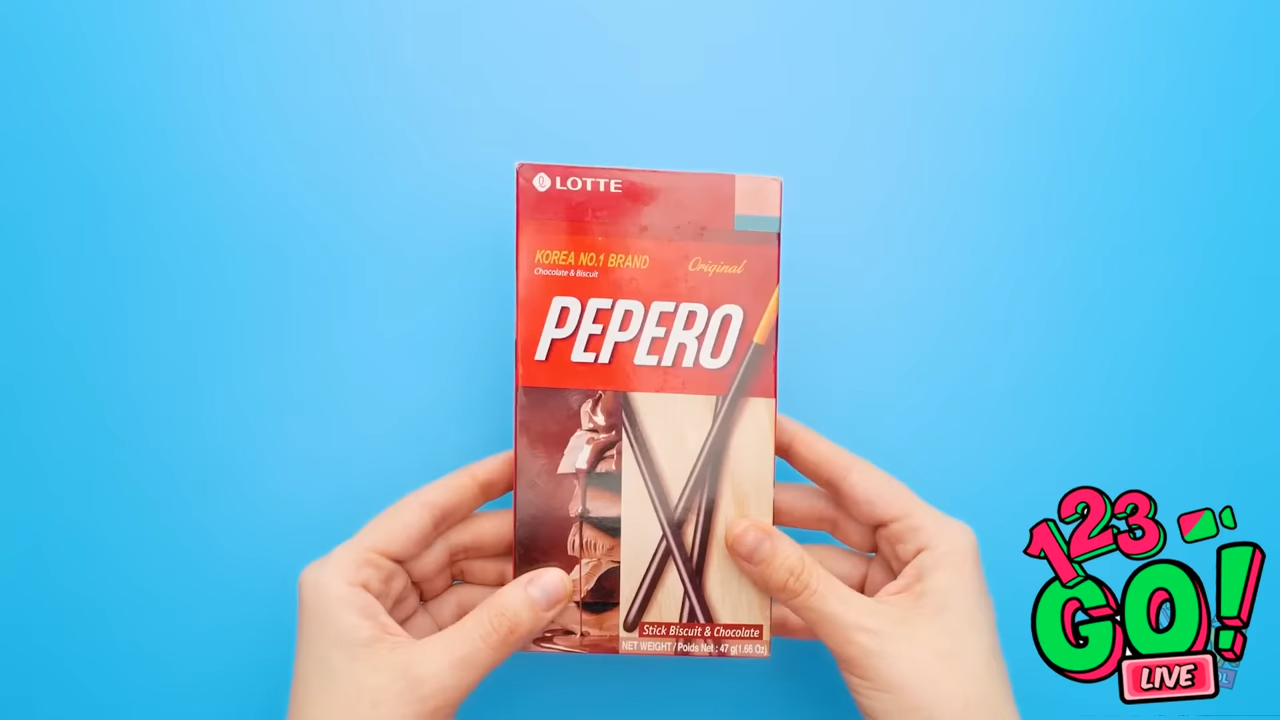 LOTTE
KOREA NO.1 BRAND
Chocolate & Biscuit
Original
PEPERO
Stick Biscuit & Chocolate
NET WEIGHT / Poids Net : 47 g(1.66 Oz)
123
GO!
LIVE